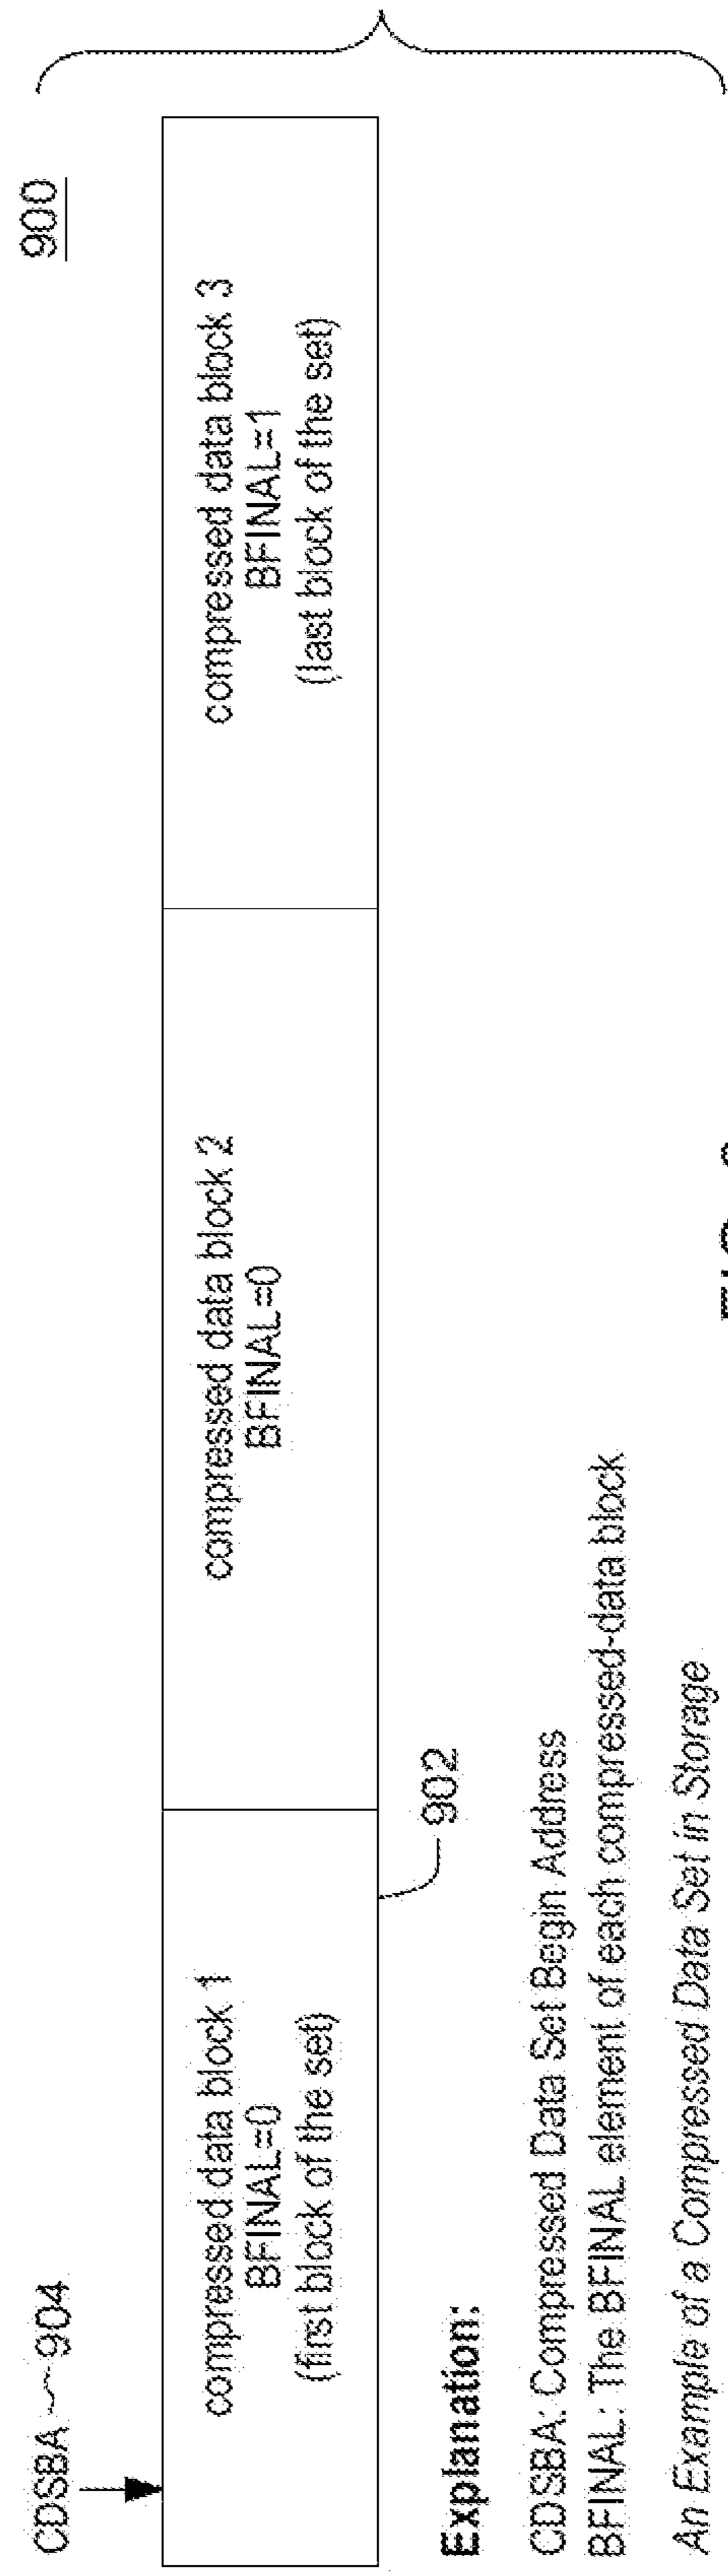 900
CDSBA 904
compressed data block 1
BFINAL=0
(first block of the set)
compressed data block 2
BFINAL=0
compressed data block 3
BFINAL=1
(last block of the set)
902
Explanation:
CDSBA: Compressed Data Set Begin Address
BFINAL: The BFINAL element of each compressed-data block
An Example of a Compressed Data Set in Storage